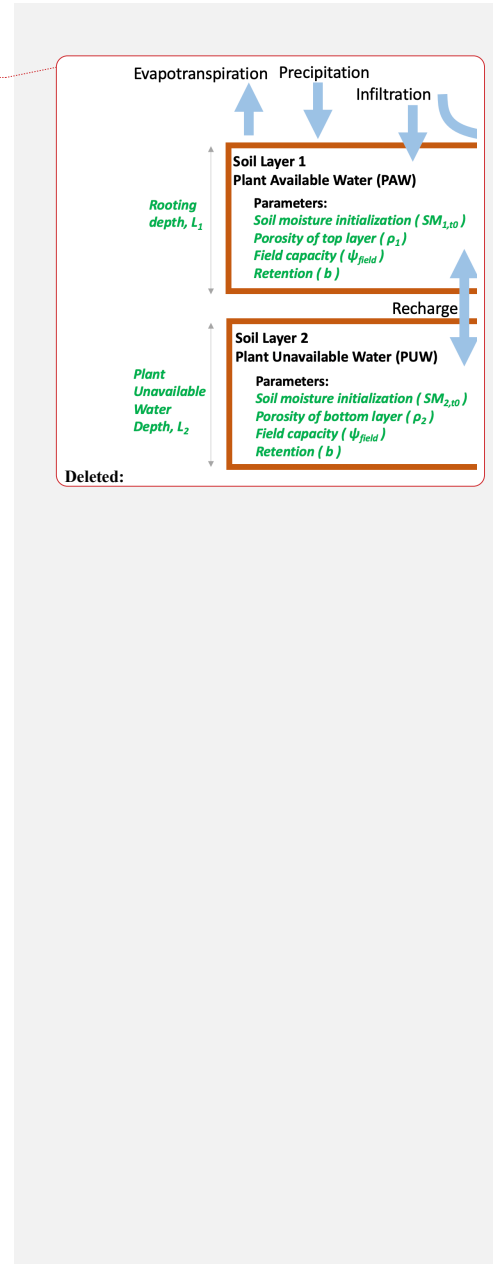 Evapotranspiration
Precipitation
Infiltration
Soil Layer 1
Plant Available Water (PAW)
Parameters:
Soil moisture initialization ( SM1,t0 )
Porosity of top layer ( ρ1 )
Field capacity ( ψfield )
Retention ( b )
Rooting
depth, L1
Recharge
Soil Layer 2
Plant Unavailable Water (PUW)
Parameters:
Soil moisture initialization ( SM2,t0 )
Porosity of bottom layer ( ρ2 )
Field capacity ( ψfield )
Retention ( b )
Plant
Unavailable
Water
Depth, L2
Deleted: